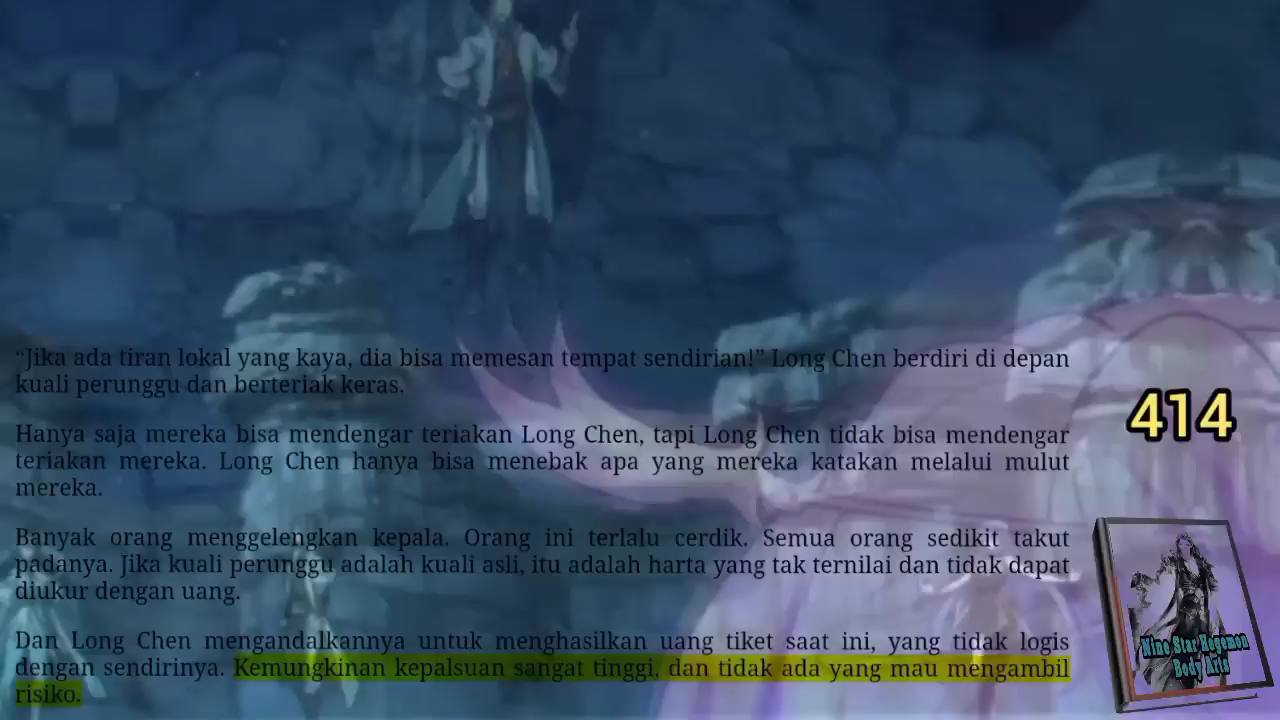 “Jika ada tiran lokal yang kaya, dia bisa memesan tempat sendirian!” Long Chen berdiri di depan
kuali perunggu dan berteriak keras.
Hanya saja mereka bisa mendengar teriakan Long Chen, tapi Long Chen tidak bisa mendengar
teriakan mereka. Long Chen hanya bisa menebak apa yang mereka katakan melalui mulut
mereka.
Banyak orang menggelengkan kepala. Orang ini terlalu cerdik. Semua orang sedikit takut
padanya. Jika kuali perunggu adalah kuali asli, itu adalah harta yang tak ternilai dan tidak dapat
diukur dengan uang.
Dan Long Chen mengandalkannya untuk menghasilkan uang tiket saat ini, yang tidak logis
dengan sendirinya. Kemungkinan kepalsuan sangat tinggi, dan tidak ada yang mau mengambil
risiko.
414
Nine Star Hegemon
Body Arts